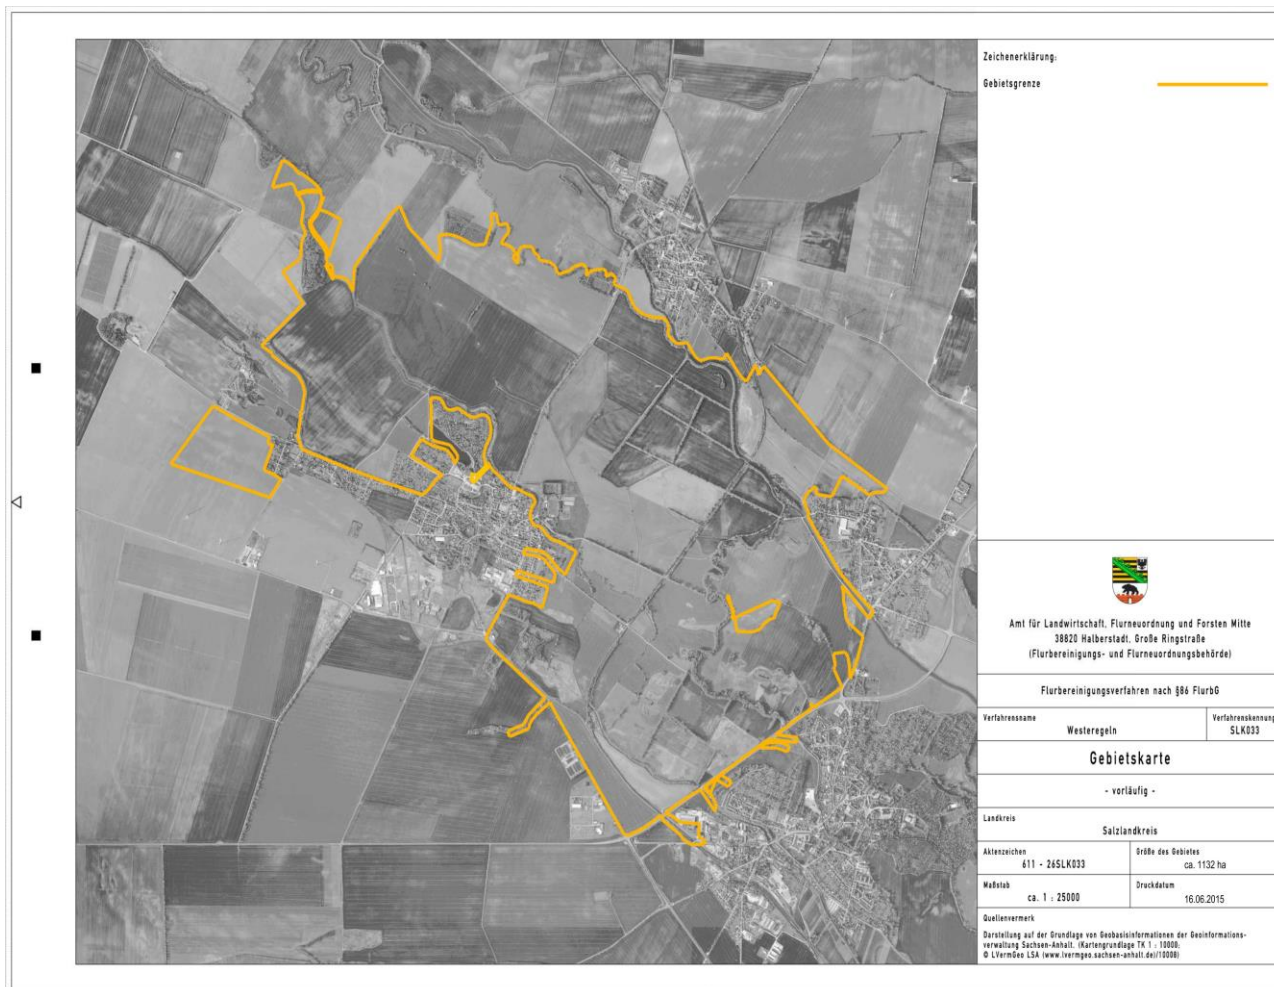 Zeichenerklärung:
Gebietsgrenze
Amt für Landwirtschaft, Flurneuordnung und Forsten Mitte
38820 Halberstadt, Große Ringstraße
(Flurbereinigungs- und Flurneuordnungsbehörde)
Flurbereinigungsverfahren nach §86 FlurbG
Verfahrensname
Westeregeln
Verfahrenskennung
SLK033
Gebietskarte
- vorläufig -
Landkreis
Salzlandkreis
Aktenzeichen
611 - 26SLK033
Größe des Gebietes
ca. 1132 ha
Maßstab
ca. 1 : 25000
Druckdatum
16.06.2015
Quellenvermerk
Darstellung auf der Grundlage von Geobasisinformationen der Geoinformations-
verwaltung Sachsen-Anhalt. (Kartengrundlage TK 1 : 10000;
© LVermGeo LSA (www.lvermgeo.sachsen-anhalt.de)/10008)